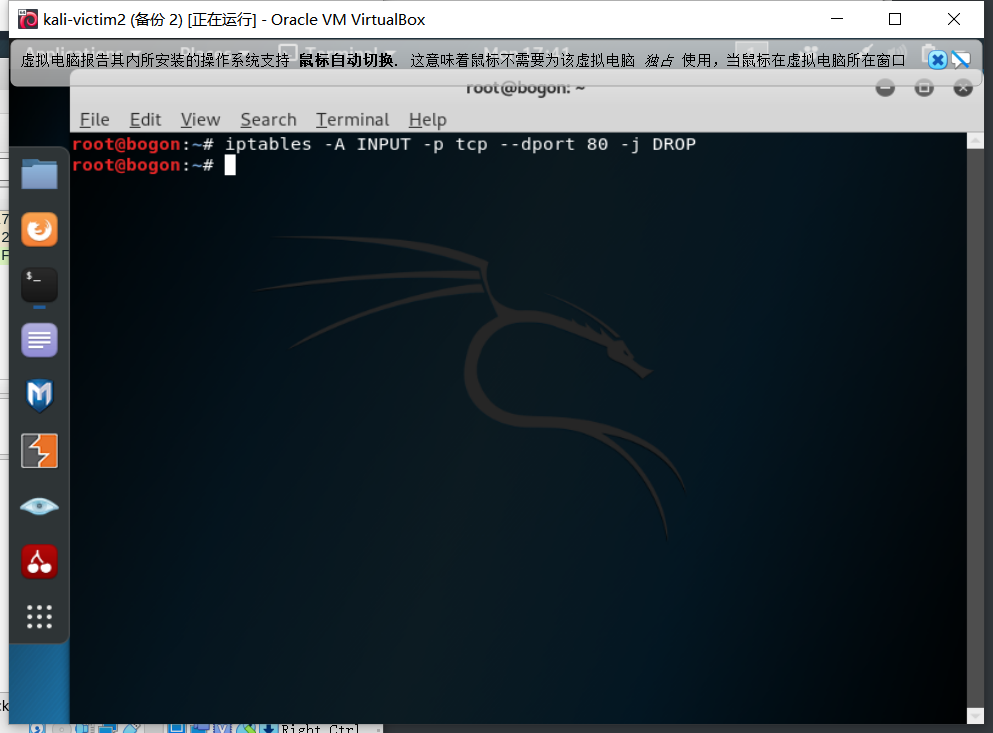 kali-victim2 (备份 2) [正在运行] - Oracle VM VirtualBox
虚拟电脑报告其内所安装的操作系统支持 鼠标自动切换. 这意味着鼠标不需要为该虚拟电脑 独占 使用，当鼠标在虚拟电脑所在窗口
root@bogon: ~
File Edit View Search Terminal Help
root@bogon:~# iptables -A INPUT -p tcp --dport 80 -j DROP
root@bogon:~#
$_
Right Ctrl